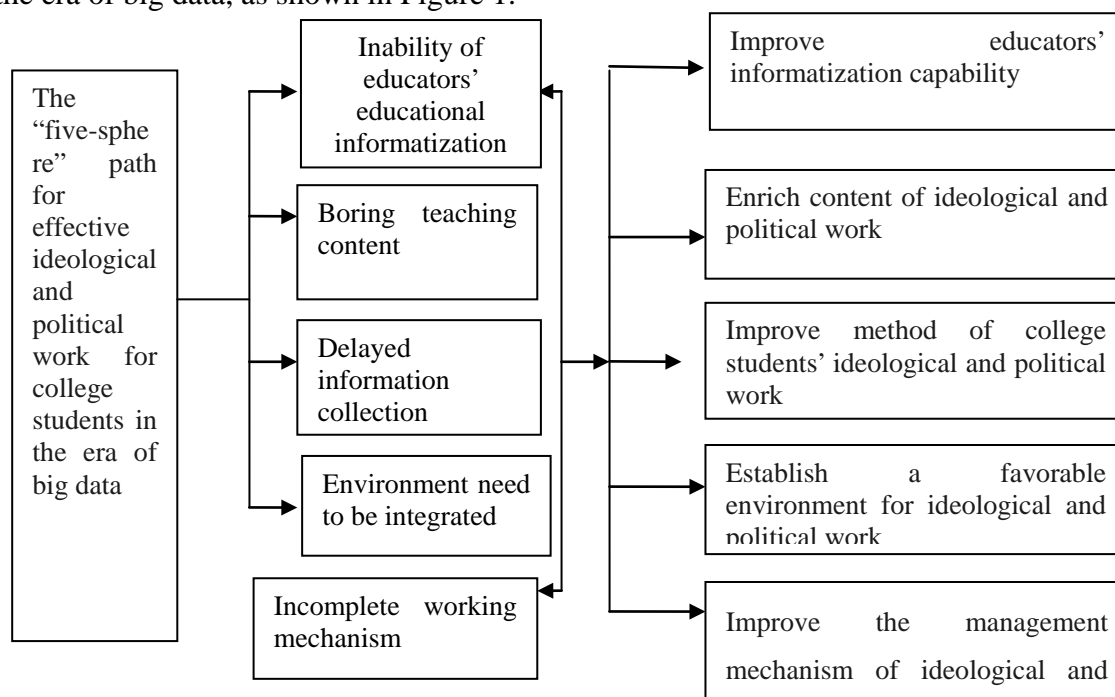 the era of big data, as shown in Figure 1.
The
“five-sphe
re” path
for
effective
ideological
and
political
work for
college
students in
the era of
big data
Inability of
educators’
educational
informatization
Boring teaching
content
Delayed
information
collection
Environment need
to be integrated
Incomplete working
mechanism
Improve educators’
informatization capability
Enrich content of ideological and
political work
Improve method of college
students’ ideological and political
work
Establish a favorable
environment for ideological and
political work
Improve the management
mechanism of ideological and